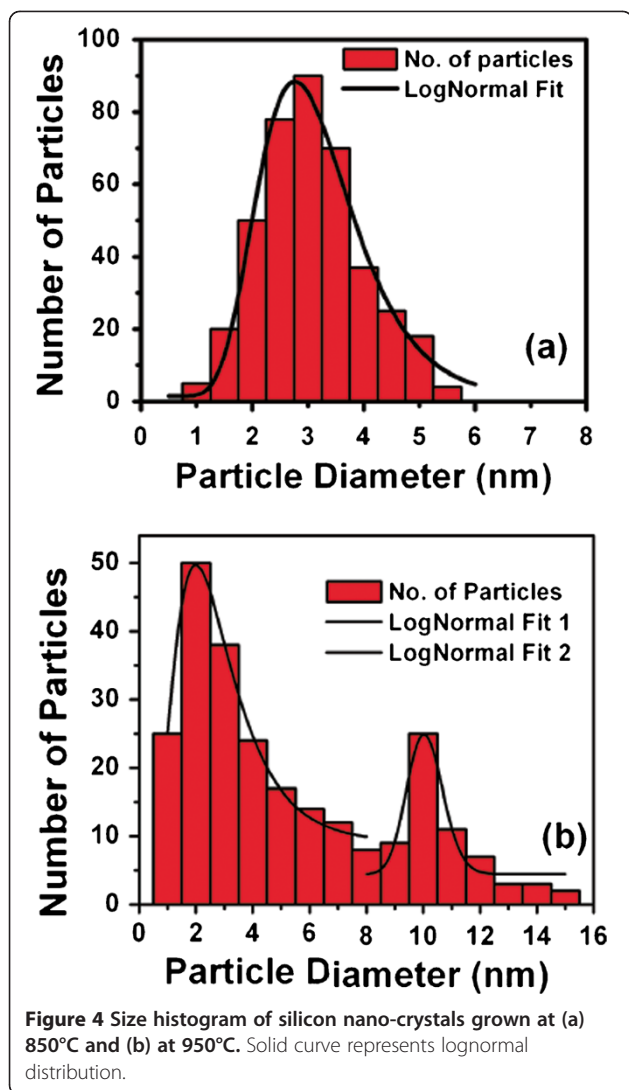 100
80
60
40
20
0
Number of Particles
No. of particles
LogNormal Fit
(a)
0 1 2 3 4 5 6 7 8
Particle Diameter (nm)
50
40
30
20
10
0
Number of Particles
No. of Particles
LogNormal Fit 1
LogNormal Fit 2
(b)
0 2 4 6 8 10 12 14 16
Particle Diameter (nm)
Figure 4 Size histogram of silicon nano-crystals grown at (a)
850°C and (b) at 950°C. Solid curve represents lognormal
distribution.